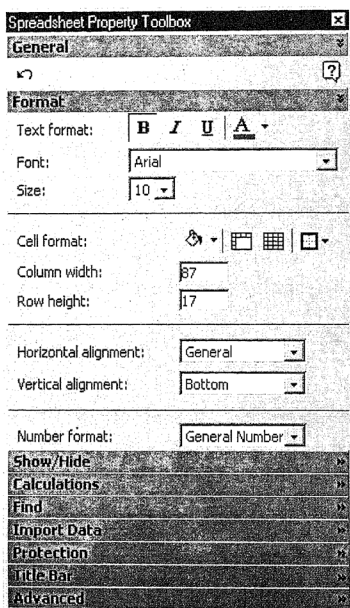 Spreadsheet Property Toolbox
General
Format
Text format: B I U A
Font: Arial
Size: 10
Cell format:
Column width: 87
Row height: 17
Horizontal alignment: General
Vertical alignment: Bottom
Number format: General Number
Show/Hide
Calculations
Find
Import Data
Protection
Title Bar
Advanced